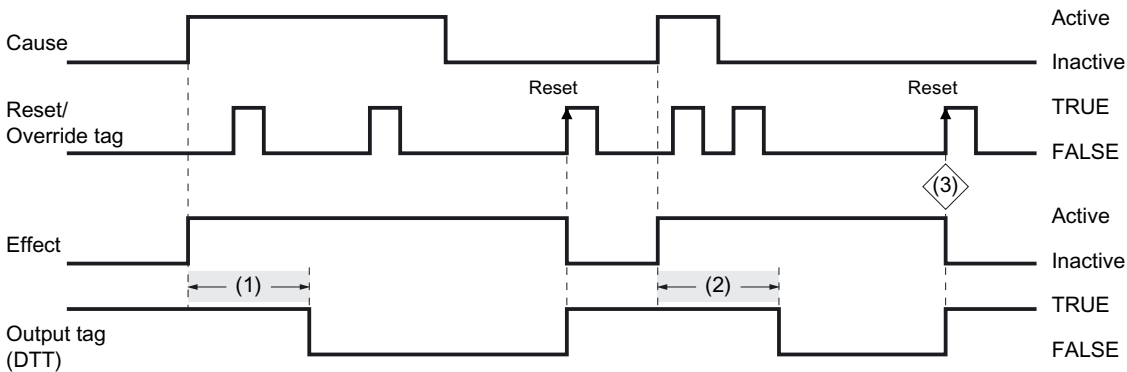 Cause
Active
Inactive
Reset
Reset
Reset/
Override tag
TRUE
FALSE
(3)
Effect
Active
Inactive
(1)
(2)
Output tag
(DTT)
TRUE
FALSE